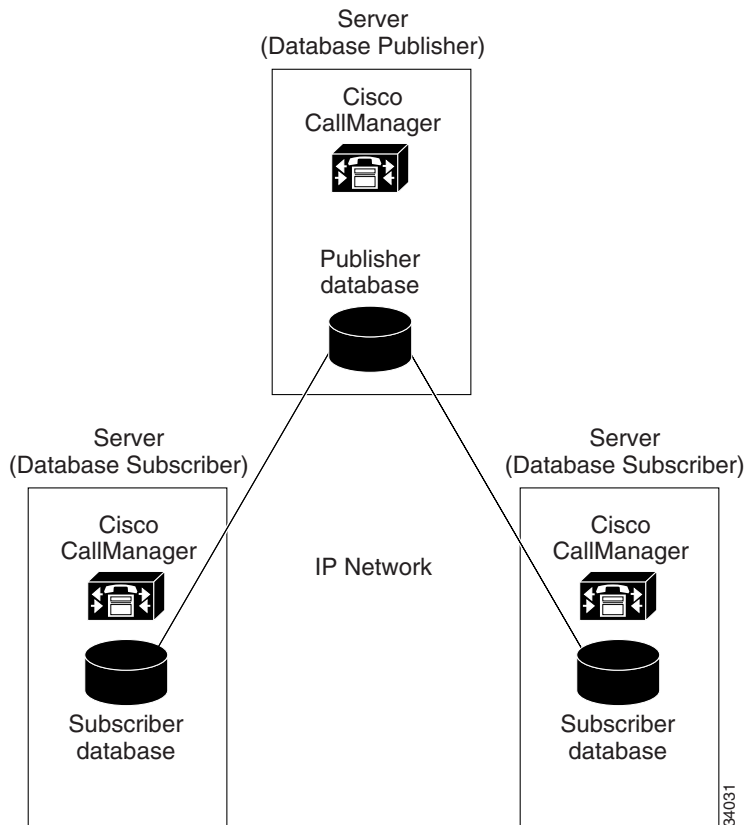 Server
(Database Publisher)
Cisco
CallManager
Publisher
database
Server
(Database Subscriber)
Server
(Database Subscriber)
Cisco
CallManager
IP Network
Cisco
CallManager
Subscriber
database
Subscriber
database
34031